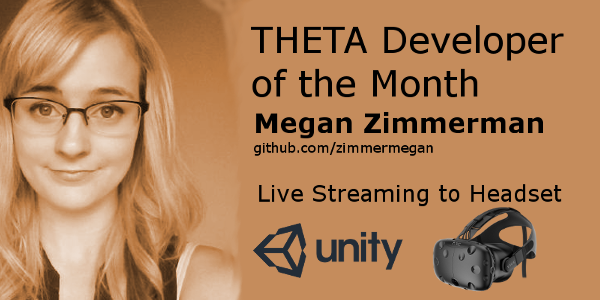 THETA Developer
of the Month
Megan Zimmerman
github.com/zimmermegan
Live Streaming to Headset
unity